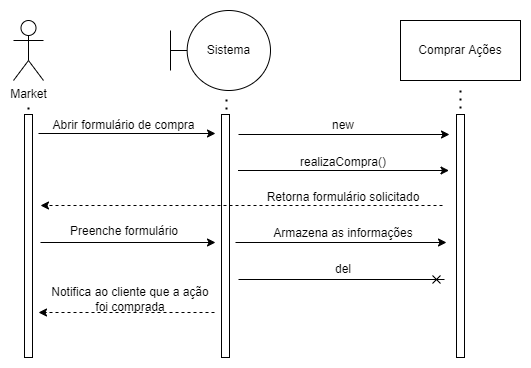 Sistema
Comprar Ações
Market
Abrir formulário de compra
new
realizaCompra()
Retorna formulário solicitado
Preenche formulário
Armazena as informações
del
Notifica ao cliente que a ação
foi comprada